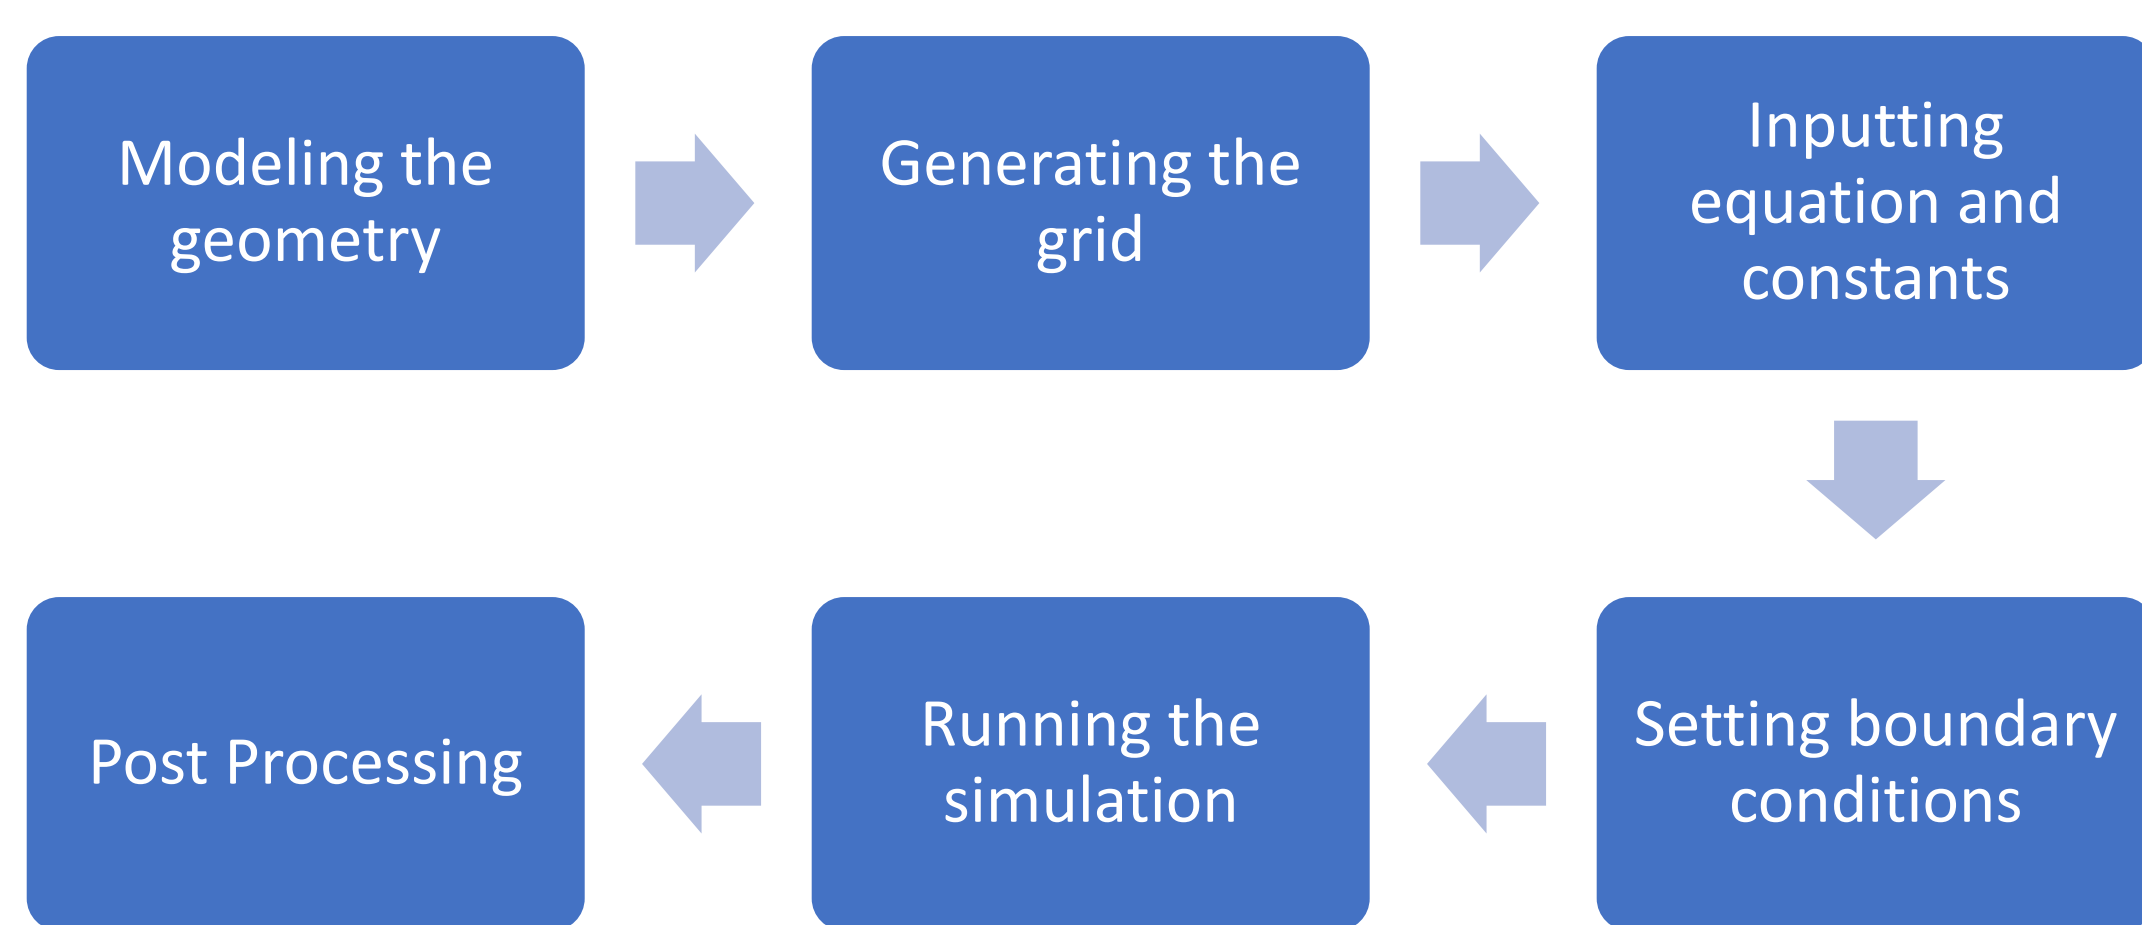 Modeling the
geometry
Generating the
grid
Inputting
equation and
constants
Setting boundary
conditions
Running the
simulation
Post Processing